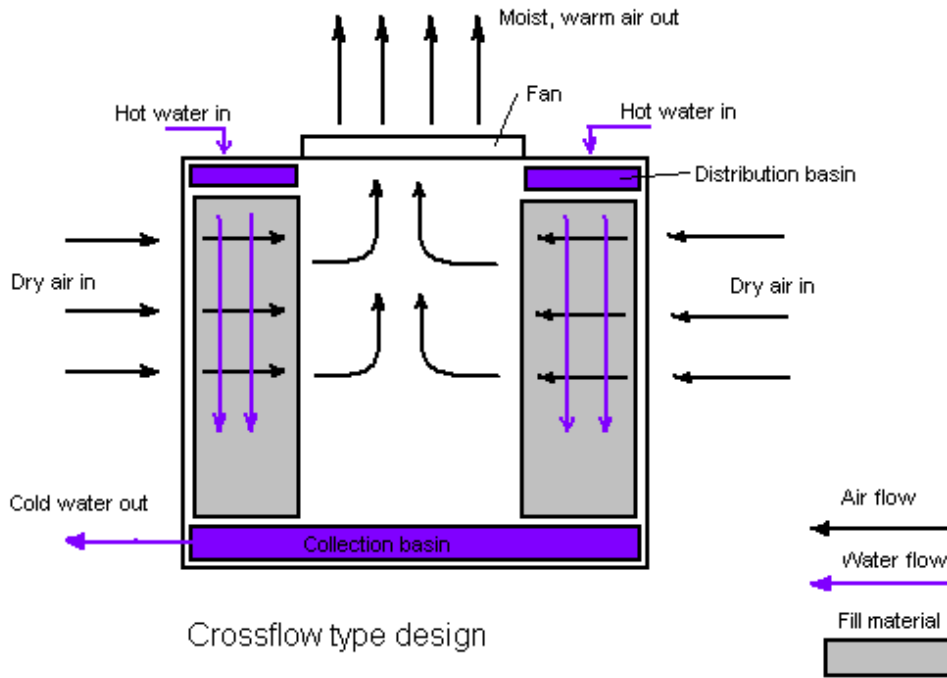 Moist, warm air out
Fan
Hot water in
Hot water in
Distribution basin
Dry air in
Dry air in
Cold water out
Collection basin
Air flow
Water flow
Fill material
Crossflow type design